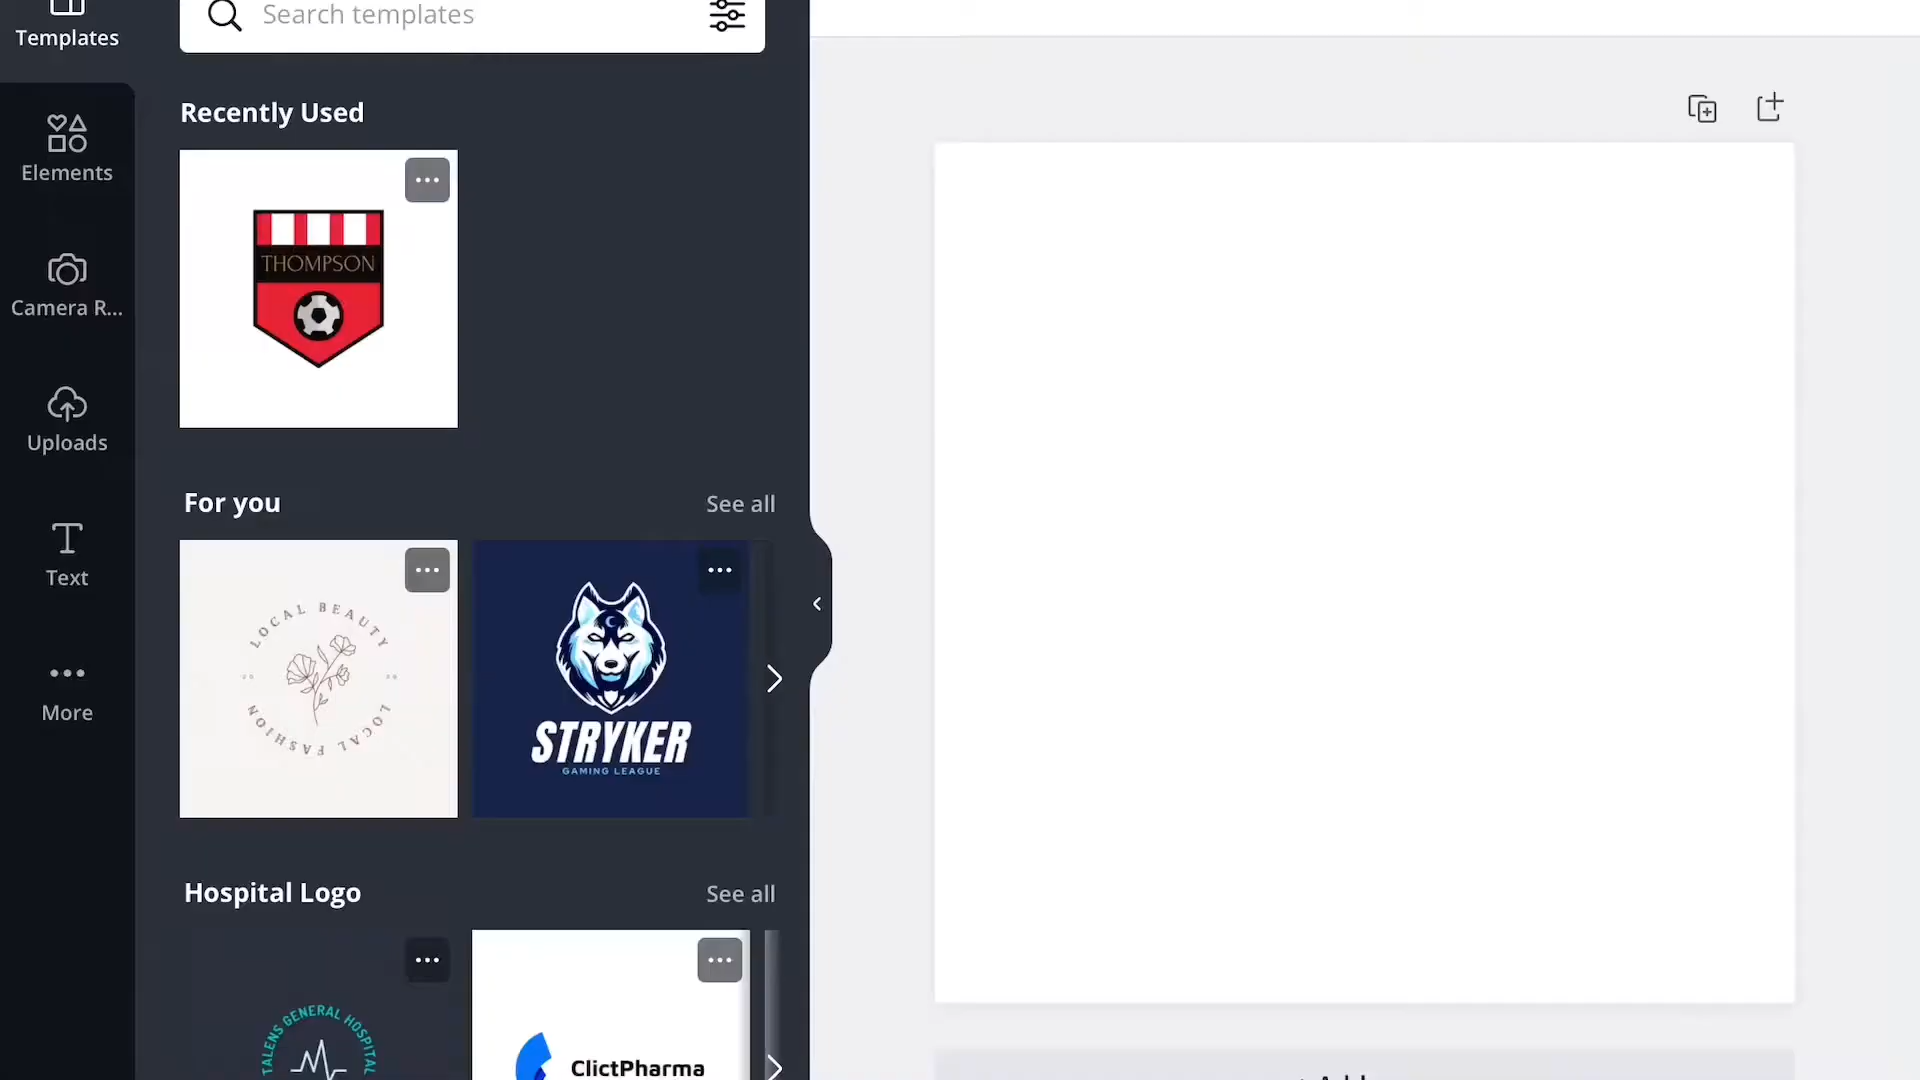 Templates
Search templates
Elements
Camera R...
Uploads
Text
More
Recently Used
THOMPSON
For you
See all
LOCAL BEAUTY
LOCAL FASHION
STRYKER
GAMING LEAGUE
Hospital Logo
See all
TALENS GENERAL HOSPITAL
ClictPharma